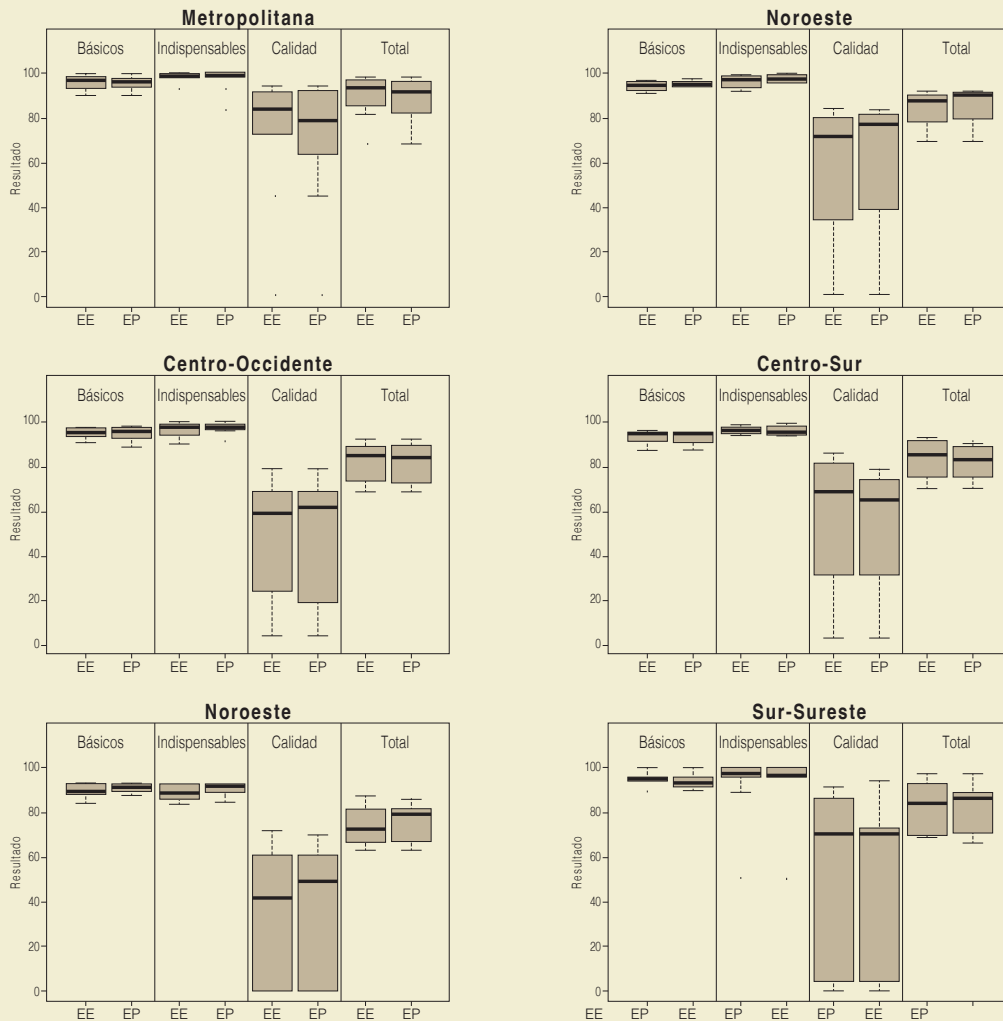 Metropolitana
Básicos Indispensables Calidad Total
Resultado
100
80
60
40
20
0
EE EP EE EP EE EP EE EP
Noroeste
Básicos Indispensables Calidad Total
Resultado
100
80
60
40
20
0
EE EP EE EP EE EP EE EP
Centro-Occidente
Básicos Indispensables Calidad Total
Resultado
100
80
60
40
20
0
EE EP EE EP EE EP EE EP
Centro-Sur
Básicos Indispensables Calidad Total
Resultado
100
80
60
40
20
0
EE EP EE EP EE EP EE EP
Noroeste
Básicos Indispensables Calidad Total
Resultado
100
80
60
40
20
0
EE EP EE EP EE EP EE EP
Sur-Sureste
Básicos Indispensables Calidad Total
Resultado
100
80
60
40
20
0
EE EP EE EP EE EP EE EP